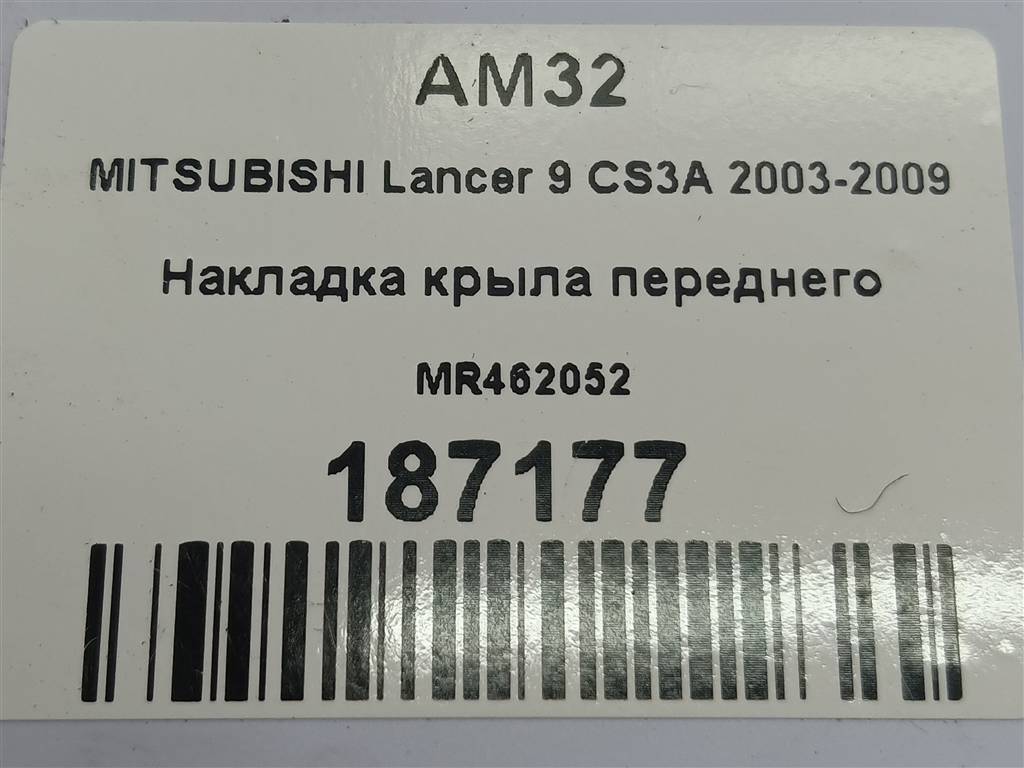 AM32
MITSUBISHI Lancer 9 CS3A 2003-2009
Накладка крыла переднего
MR462052
187177